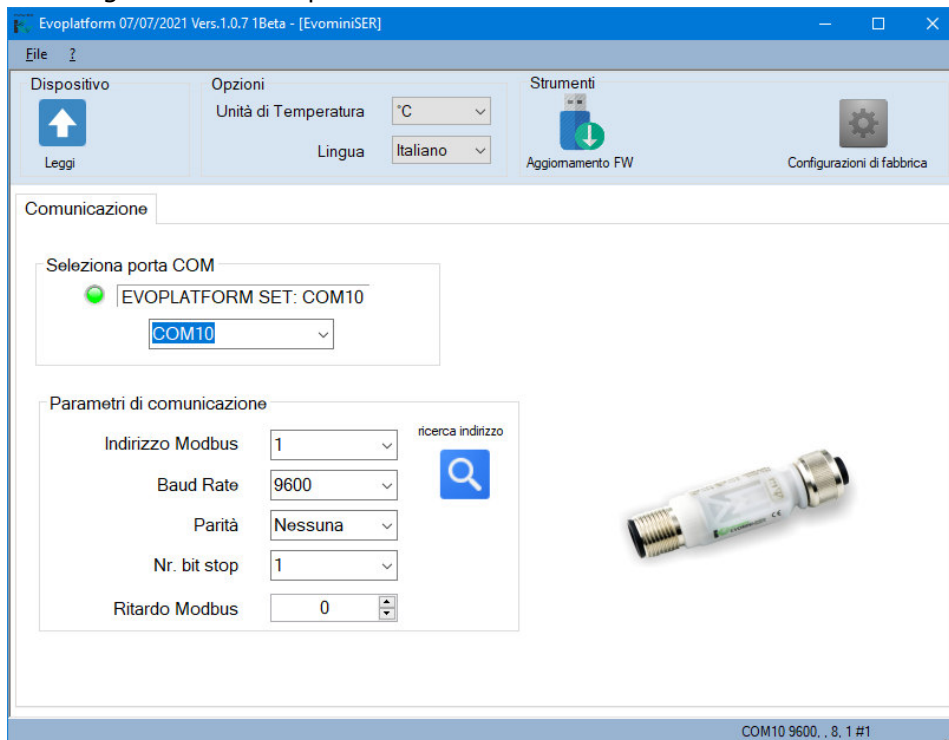 Evoplatform 07/07/2021 Vers.1.0.7 1Beta - [EvominiSER]
File ?
Dispositivo
Leggi
Opzioni
Unità di Temperatura °C
Lingua Italiano
Strumenti
Aggiornamento FW
Configurazioni di fabbrica
Comunicazione
Seleziona porta COM
EVOPLATFORM SET: COM10
COM10
Parametri di comunicazione
Indirizzo Modbus 1
ricerca indirizzo
Baud Rate 9600
Parità Nessuna
Nr. bit stop 1
Ritardo Modbus 0
COM10 9600, , 8, 1 #1